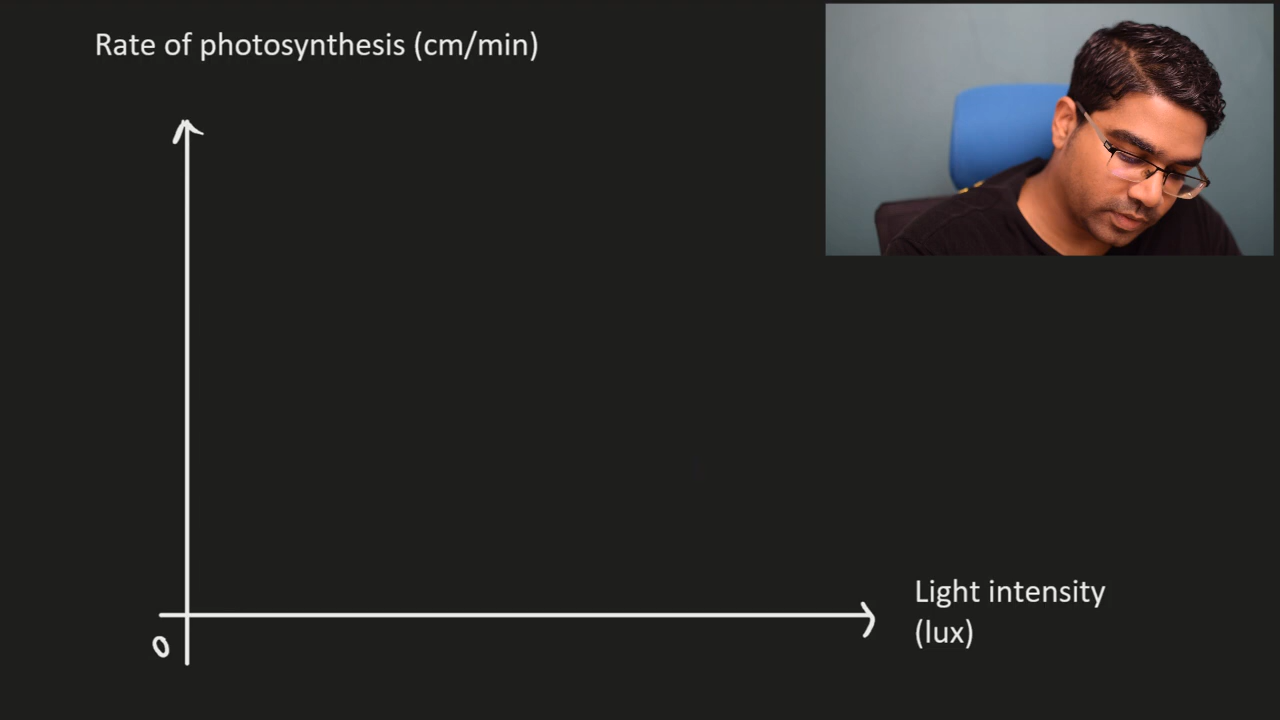 Rate of photosynthesis (cm/min)
0
Light intensity
(lux)